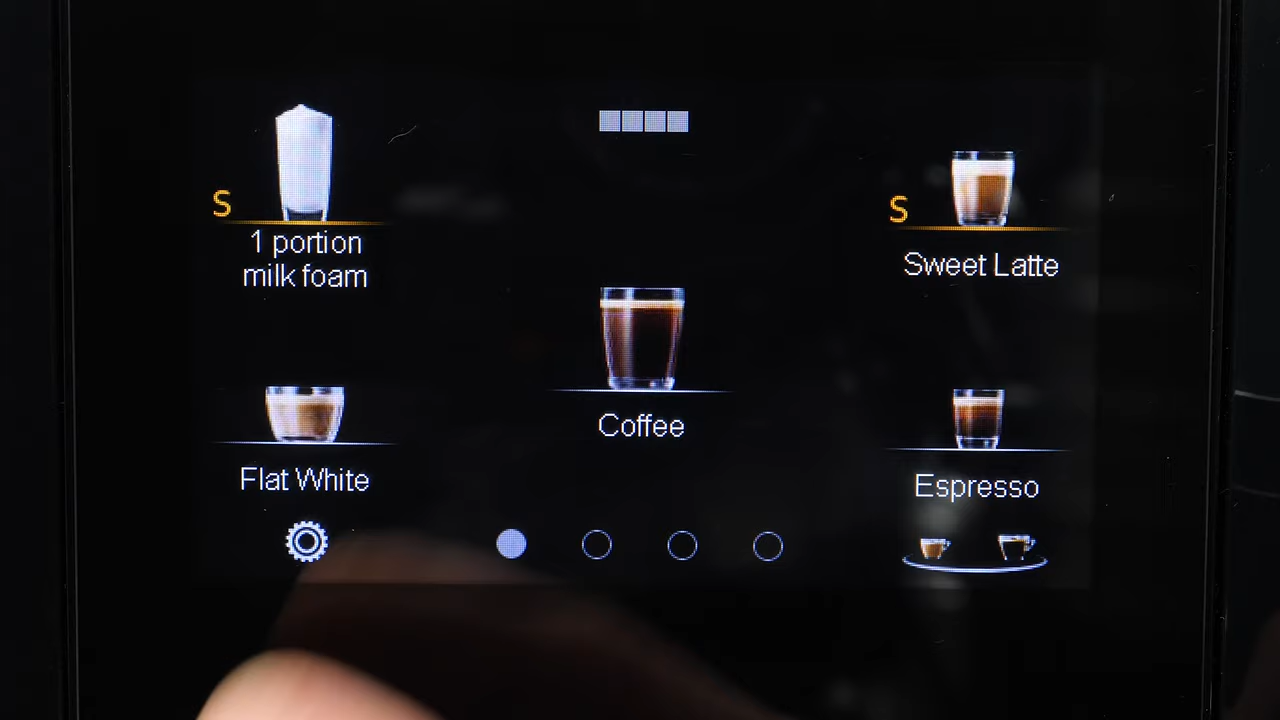 S
1 portion
milk foam
S
Sweet Latte
Coffee
Flat White
Espresso